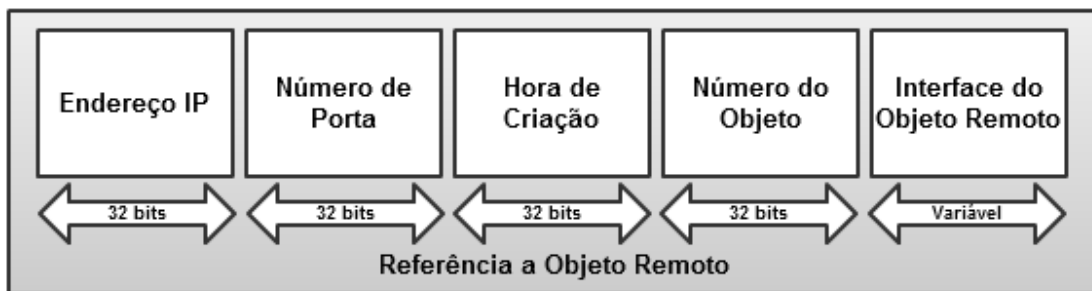 Endereço IP
Número de
Porta
Hora de
Criação
Número do
Objeto
Interface do
Objeto Remoto
32 bits
32 bits
32 bits
32 bits
Variável
Referência a Objeto Remoto